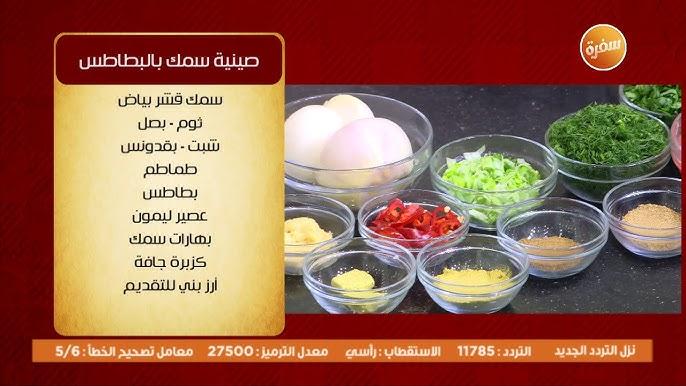 سفرة
صينية سمك بالبطاطس
سمك قشر بياض
ثوم - بصل
شبت - بقدونس
طماطم
بطاطس
عصير ليمون
بهارات سمك
كزبرة جافة
أرز بني للتقديم
نزل التردد الجديد التردد : 11785 الاستقطاب : رأسي معدل الترميز : 27500 معامل تصحيح الخطأ : 5/6